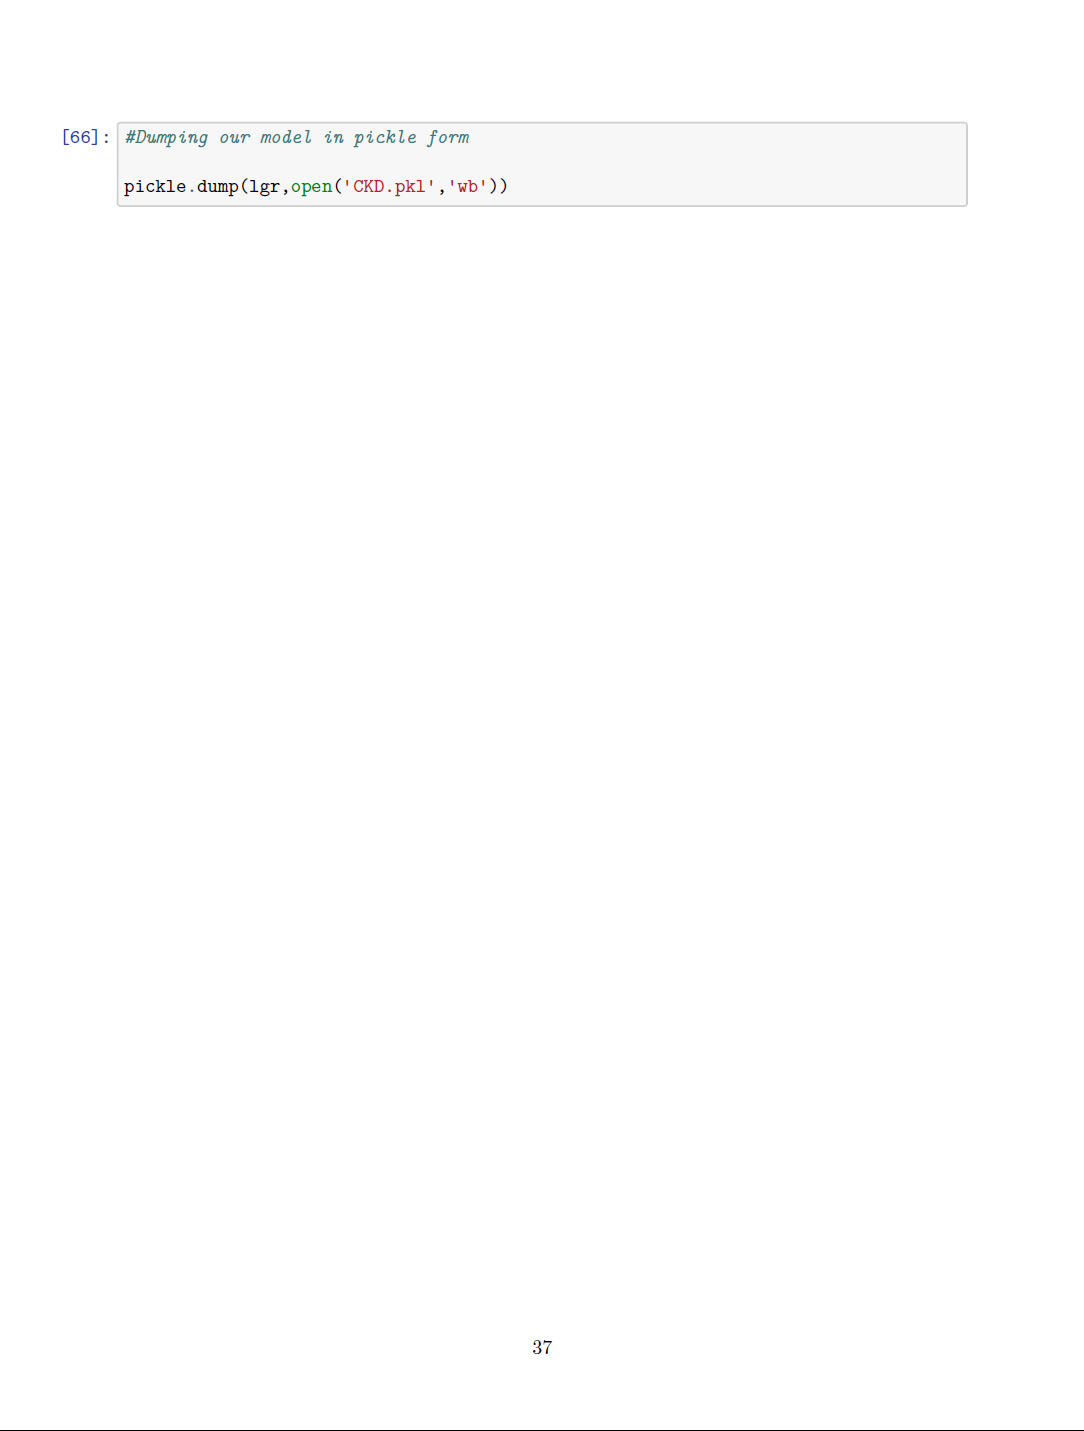 [66]: #Dumping our model in pickle form
pickle.dump(lgr,open('CKD.pkl','wb'))
37